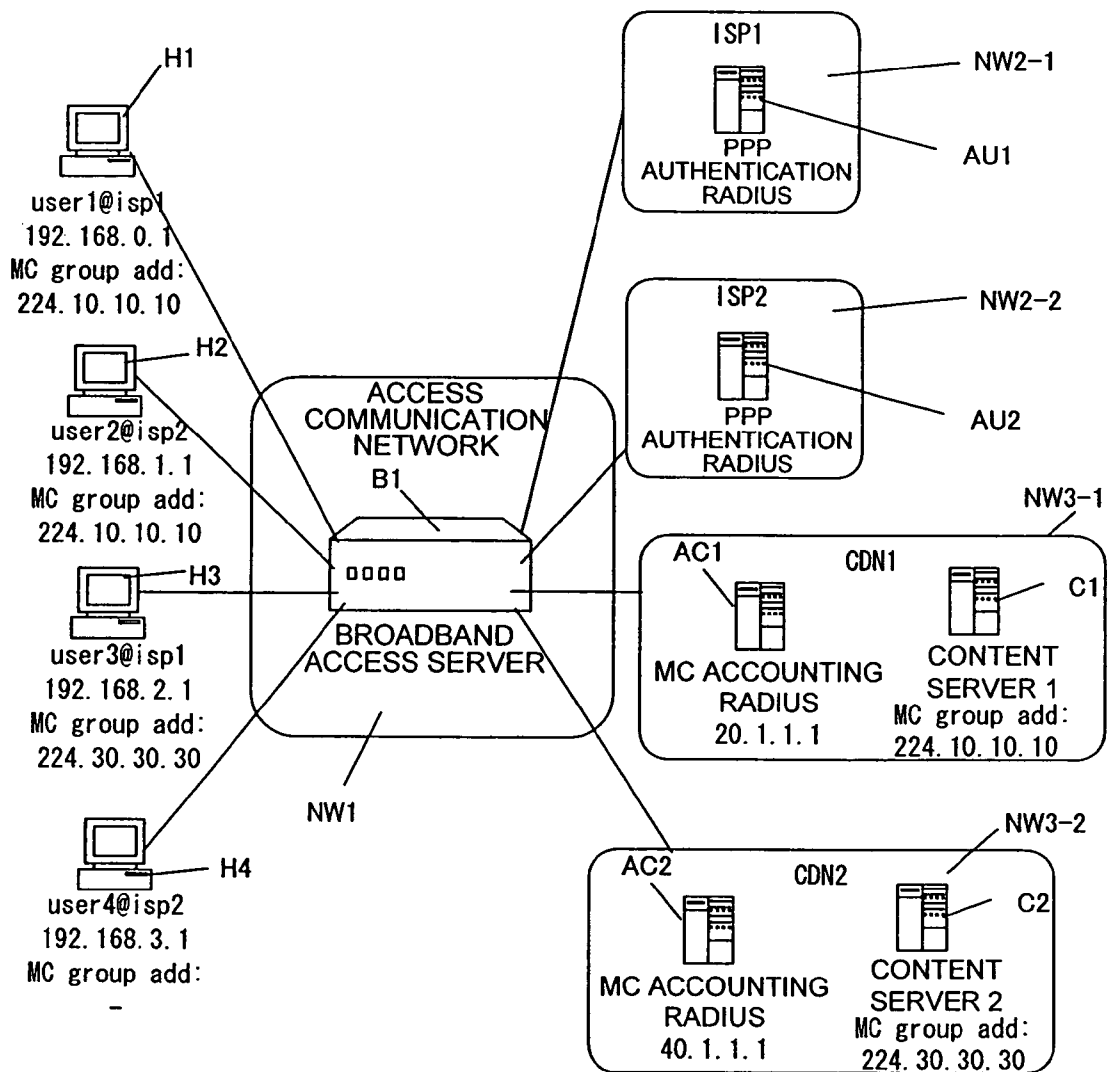 H1
user1@isp1
192.168.0.1
MC group add:
224.10.10.10
H2
user2@isp2
192.168.1.1
MC group add:
224.10.10.10
H3
user3@isp1
192.168.2.1
MC group add:
224.30.30.30
H4
user4@isp2
192.168.3.1
MC group add:
-
ACCESS
COMMUNICATION
NETWORK
B1
BROADBAND
ACCESS SERVER
NW1
ISP1
NW2-1
PPP
AUTHENTICATION
RADIUS
AU1
ISP2
NW2-2
PPP
AUTHENTICATION
RADIUS
AU2
NW3-1
CDN1
AC1
MC ACCOUNTING
RADIUS
20.1.1.1
C1
CONTENT
SERVER 1
MC group add:
224.10.10.10
NW3-2
CDN2
AC2
MC ACCOUNTING
RADIUS
40.1.1.1
C2
CONTENT
SERVER 2
MC group add:
224.30.30.30